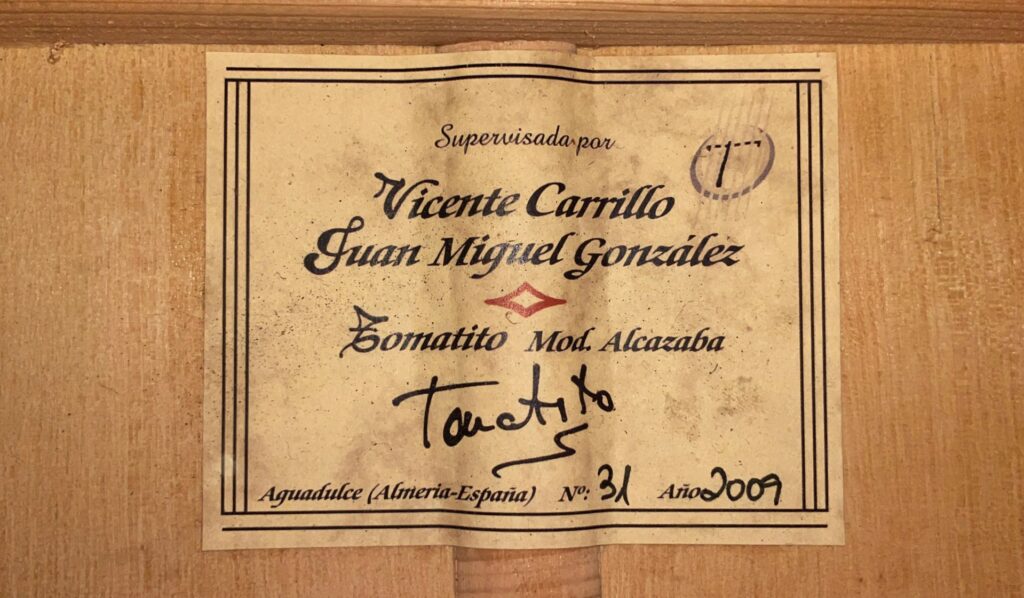 Supervisada por
T
Vicente Carrillo
Juan Miguel González
Tomatito Mod. Alcazaba
Tomatito
Aguadulce (Almeria-España) Nº: 31 Año 2009